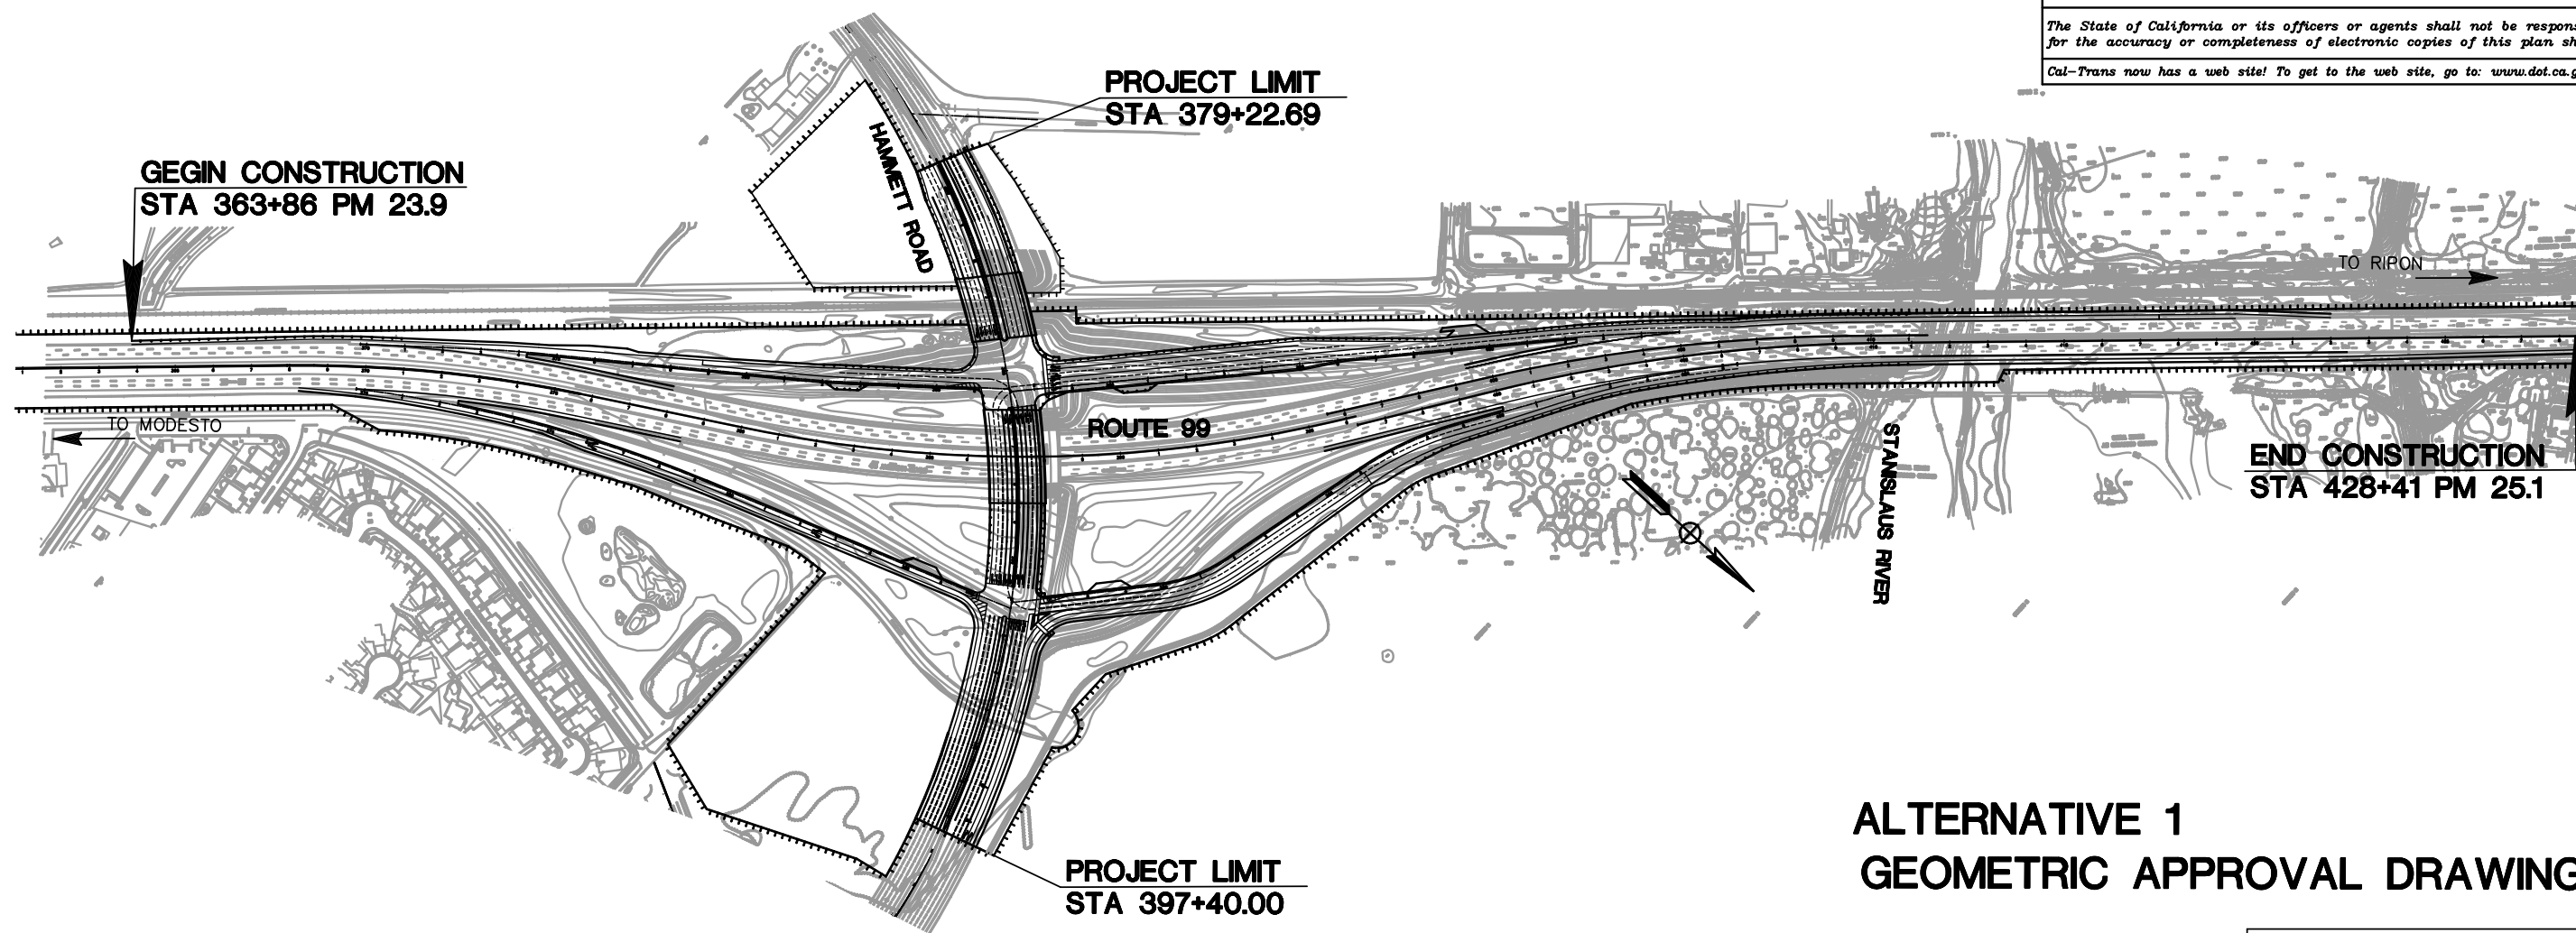 The State of California or its officers or agents shall not be
for the accuracy or completeness of electronic copies of this plan
Cal-Trans now has a web site! To get to the web site, go to: www.dot.ca.g
PROJECT LIMIT
STA 379+22.69
HAMMETT ROAD
GEGIN CONSTRUCTION
STA 363+86 PM 23.9
TO RIPON
TO MODESTO
ROUTE 99
STANISLAUS RIVER
END CONSTRUCTION
STA 428+41 PM 25.1
ALTERNATIVE 1
GEOMETRIC APPROVAL DRAWING
PROJECT LIMIT
STA 397+40.00